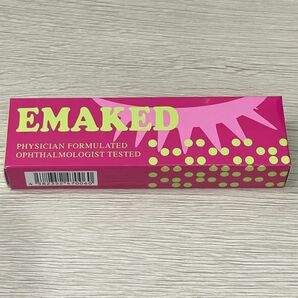 EMAKED
PHYSICIAN FORMULATED
OPHTHALMOLOGIST TESTED